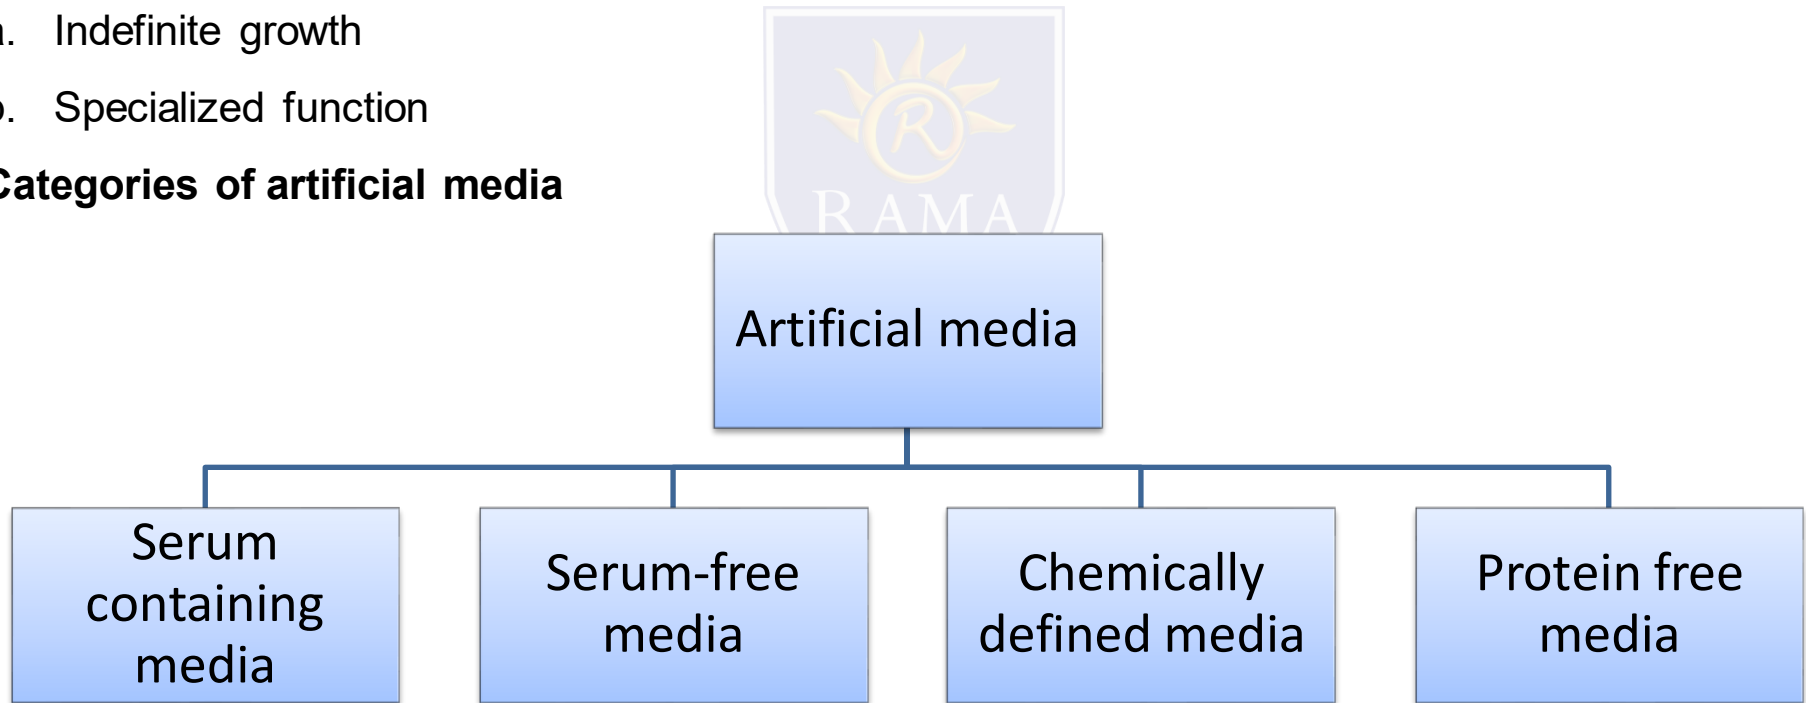 a. Indefinite growth
b. Specialized function
Categories of artificial media
R
RAMA
Artificial media
Serum
containing
media
Serum-free
media
Chemically
defined media
Protein free
media